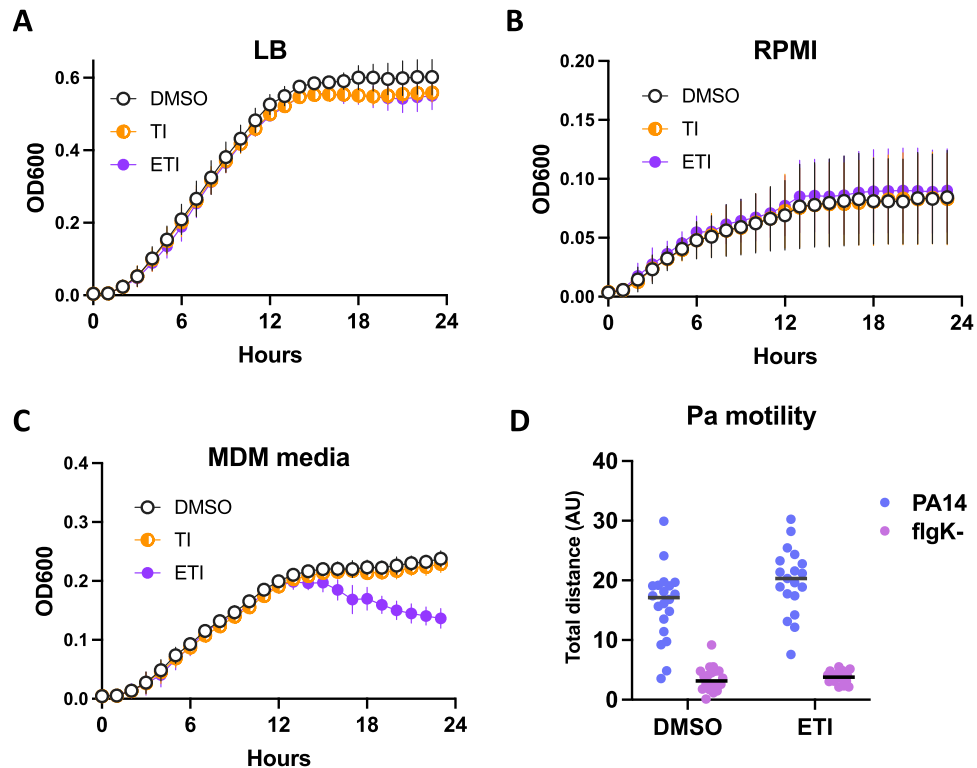 A
LB
0.6
0.4
0.2
0.0
OD600
DMSO
TI
ETI
0 6 12 18 24
Hours
B
RPMI
0.20
0.15
0.10
0.05
0.00
OD600
DMSO
TI
ETI
0 6 12 18 24
Hours
C
MDM media
0.4
0.3
0.2
0.1
0.0
OD600
DMSO
TI
ETI
0 6 12 18 24
Hours
D
Pa motility
40
30
20
10
0
Total distance (AU)
PA14
flgK-
DMSO ETI